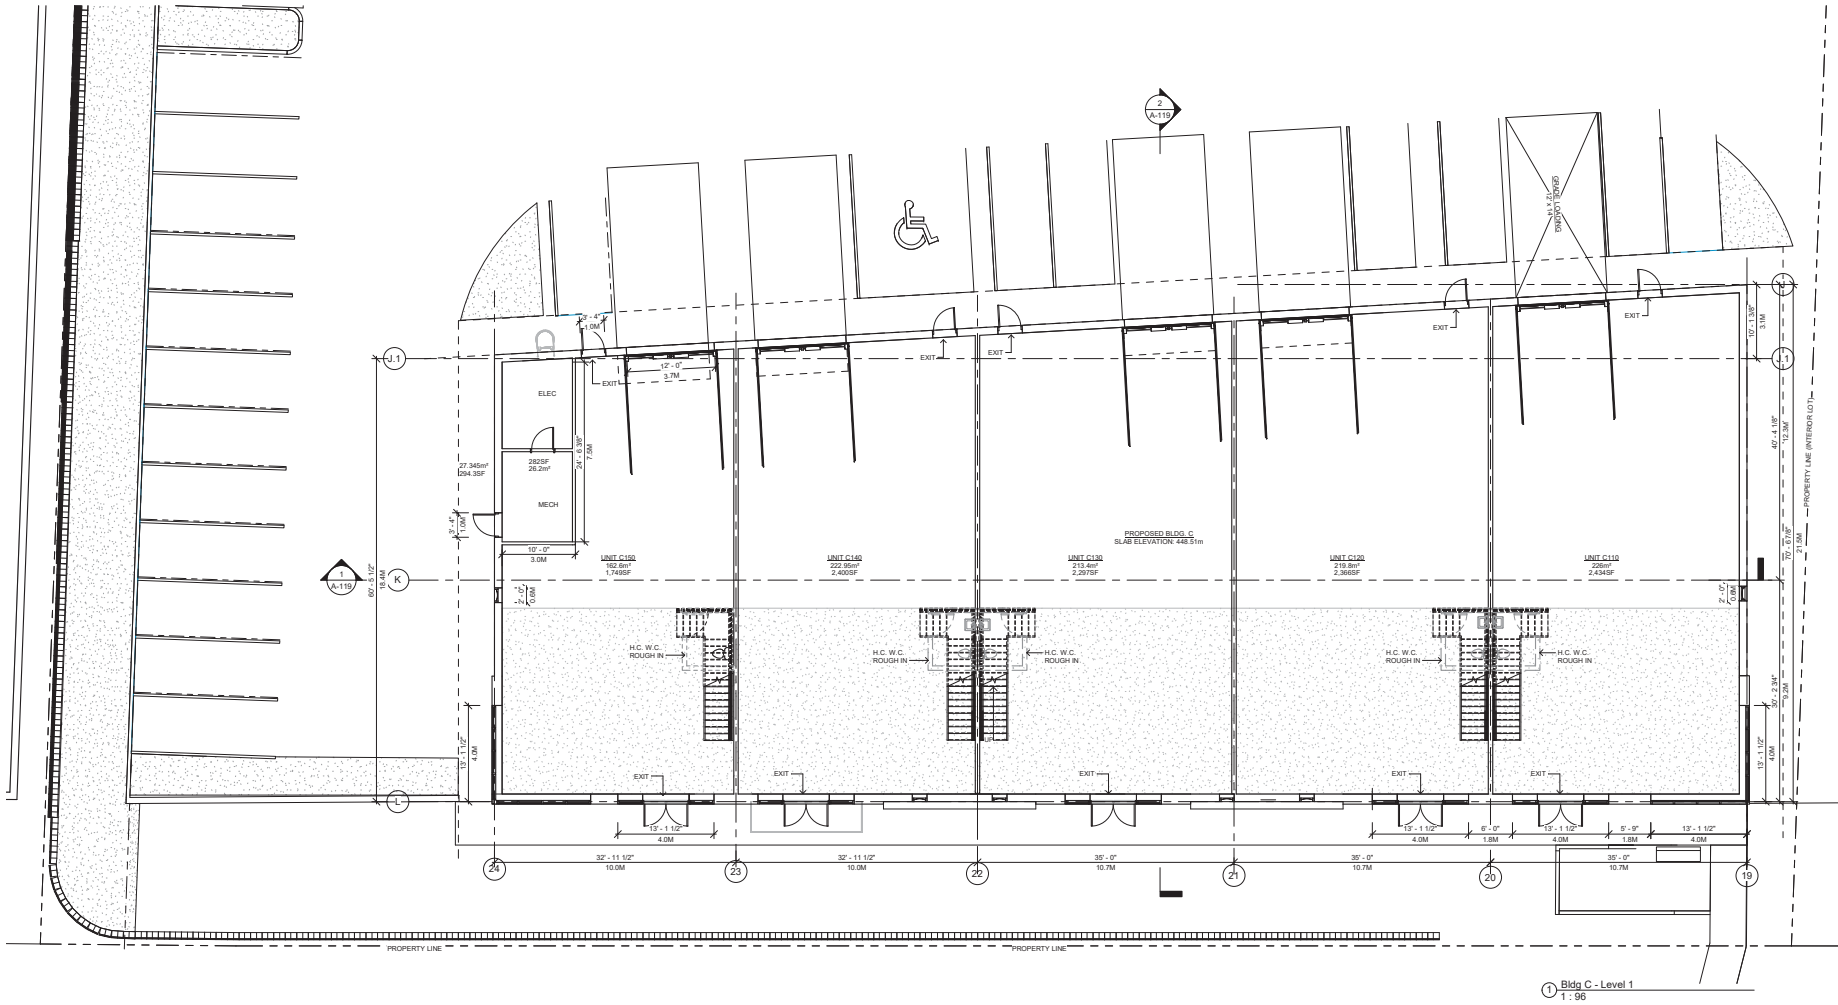 2
A-119
GRADE LOADING
12' x 14'
J
J.1
J.1
3' - 4"
1.0M
EXIT
EXIT
EXIT
EXIT
EXIT
10' - 1 3/8"
3.1M
12' - 0"
3.7M
ELEC
24' - 6 3/8"
7.5M
27.345m²
294.3SF
282SF
26.2m²
MECH
3' - 4"
1.0M
10' - 0"
3.0M
PROPOSED BLDG. C
SLAB ELEVATION: 448.51m
UNIT C150
162.6m²
1,749SF
UNIT C140
222.95m²
2,400SF
UNIT C130
213.4m²
2,297SF
UNIT C120
219.8m²
2,366SF
UNIT C110
226m²
2,434SF
1
A-119
K
60' - 5 1/2"
18.4M
2' - 0"
0.6M
2' - 0"
0.6M
40' - 4 1/8"
12.3M
70' - 6 7/8"
21.5M
PROPERTY LINE (INTERIOR LOT)
H.C. W.C.
ROUGH IN
H.C. W.C.
ROUGH IN
H.C. W.C.
ROUGH IN
H.C. W.C.
ROUGH IN
H.C. W.C.
ROUGH IN
UP
30' - 2 3/4"
9.2M
13' - 1 1/2"
4.0M
13' - 1 1/2"
4.0M
EXIT
EXIT
EXIT
EXIT
EXIT
L
13' - 1 1/2"
4.0M
13' - 1 1/2"
4.0M
6' - 0"
1.8M
13' - 1 1/2"
4.0M
5' - 9"
1.8M
13' - 1 1/2"
4.0M
32' - 11 1/2"
10.0M
32' - 11 1/2"
10.0M
35' - 0"
10.7M
35' - 0"
10.7M
35' - 0"
10.7M
24
23
22
21
20
19
PROPERTY LINE
PROPERTY LINE
1
Bldg C - Level 1
1 : 96